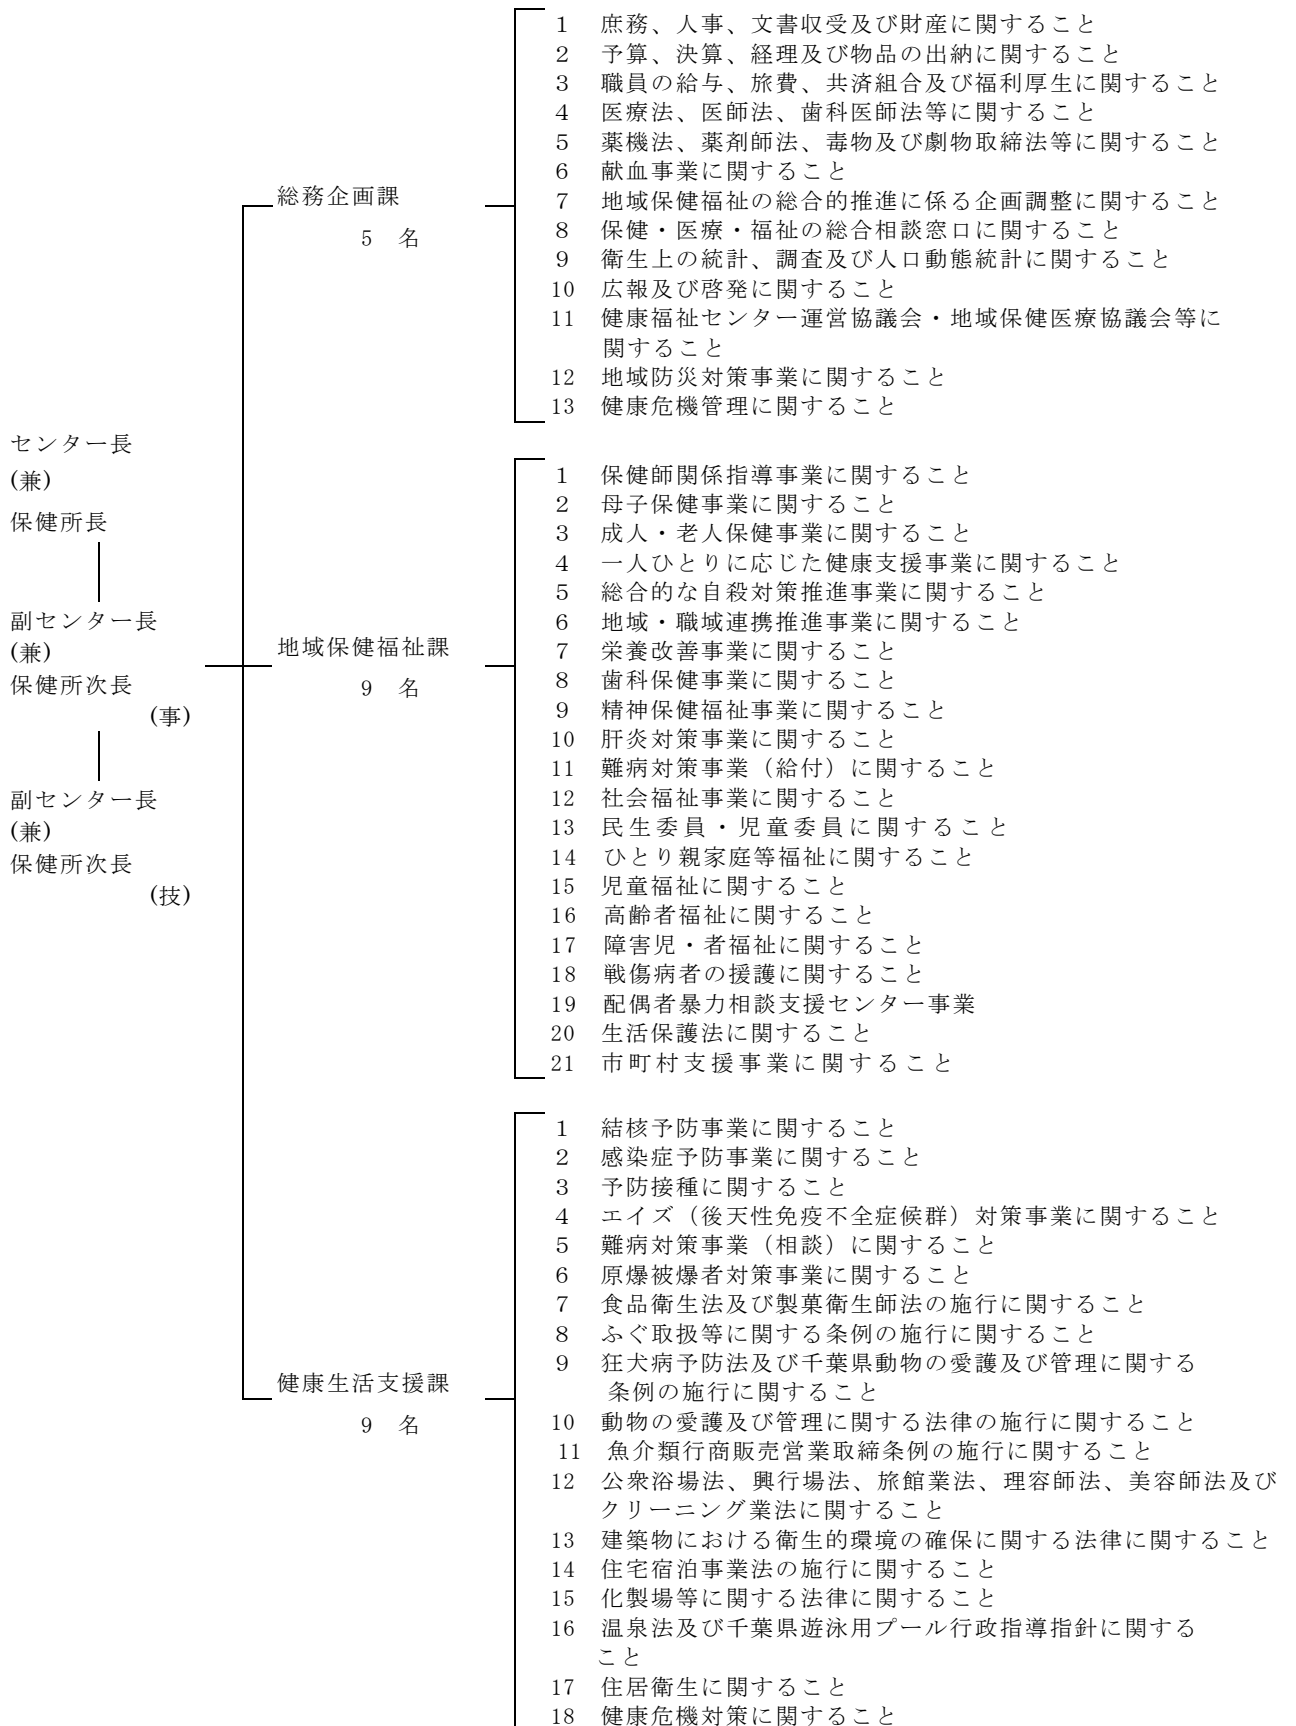 センター長
(兼)
保健所長
副センター長
(兼)
保健所次長
(事)
副センター長
(兼)
保健所次長
(技)
総務企画課
5 名
1 庶務、人事、文書収受及び財産に関すること
2 予算、決算、経理及び物品の出納に関すること
3 職員の給与、旅費、共済組合及び福利厚生に関すること
4 医療法、医師法、歯科医師法等に関すること
5 薬機法、薬剤師法、毒物及び劇物取締法等に関すること
6 献血事業に関すること
7 地域保健福祉の総合的推進に係る企画調整に関すること
8 保健・医療・福祉の総合相談窓口に関すること
9 衛生上の統計、調査及び人口動態統計に関すること
10 広報及び啓発に関すること
11 健康福祉センター運営協議会・地域保健医療協議会等に
関すること
12 地域防災対策事業に関すること
13 健康危機管理に関すること
地域保健福祉課
9 名
1 保健師関係指導事業に関すること
2 母子保健事業に関すること
3 成人・老人保健事業に関すること
4 一人ひとりに応じた健康支援事業に関すること
5 総合的な自殺対策推進事業に関すること
6 地域・職域連携推進事業に関すること
7 栄養改善事業に関すること
8 歯科保健事業に関すること
9 精神保健福祉事業に関すること
10 肝炎対策事業に関すること
11 難病対策事業（給付）に関すること
12 社会福祉事業に関すること
13 民生委員・児童委員に関すること
14 ひとり親家庭等福祉に関すること
15 児童福祉に関すること
16 高齢者福祉に関すること
17 障害児・者福祉に関すること
18 戦傷病者の援護に関すること
19 配偶者暴力相談支援センター事業
20 生活保護法に関すること
21 市町村支援事業に関すること
健康生活支援課
9 名
1 結核予防事業に関すること
2 感染症予防事業に関すること
3 予防接種に関すること
4 エイズ（後天性免疫不全症候群）対策事業に関すること
5 難病対策事業（相談）に関すること
6 原爆被爆者対策事業に関すること
7 食品衛生法及び製菓衛生師法の施行に関すること
8 ふぐ取扱等に関する条例の施行に関すること
9 狂犬病予防法及び千葉県動物の愛護及び管理に関する
条例の施行に関すること
10 動物の愛護及び管理に関する法律の施行に関すること
11 魚介類行商販売営業取締条例の施行に関すること
12 公衆浴場法、興行場法、旅館業法、理容師法、美容師法及び
クリーニング業法に関すること
13 建築物における衛生的環境の確保に関する法律に関すること
14 住宅宿泊事業法の施行に関すること
15 化製場等に関する法律に関すること
16 温泉法及び千葉県遊泳用プール行政指導指針に関する
こと
17 住居衛生に関すること
18 健康危機対策に関すること